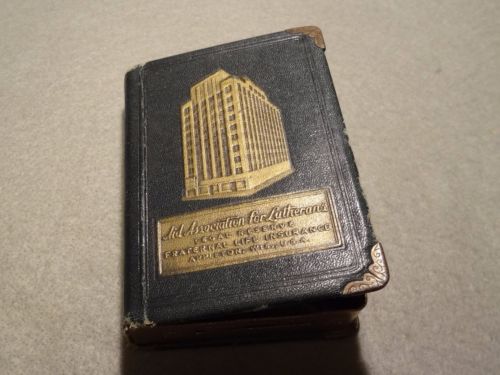 Aid Association for Lutherans
LEGAL RESERVE
FRATERNAL LIFE INSURANCE
APPLETON, WIS., U.S.A.